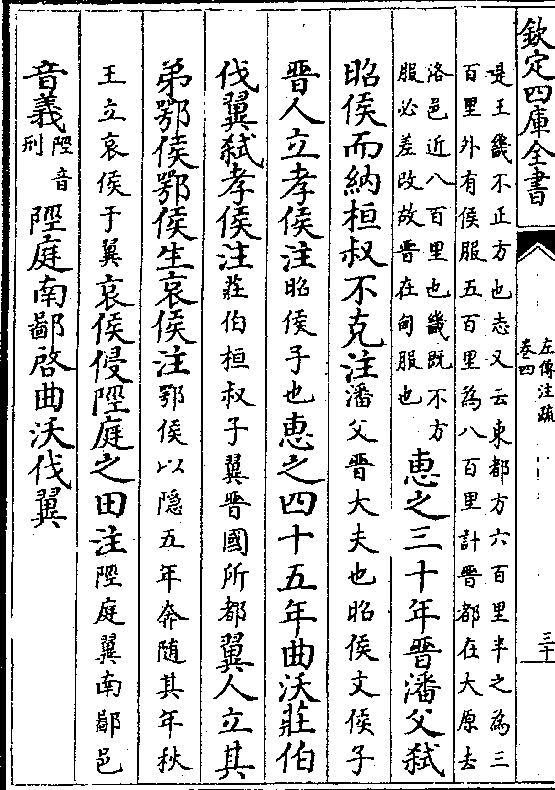 欽定四庫全書
左傳注疏
卷四
三十
是王畿不正方也志又云東都方六百里半之為三
百里外有侯服五百里為八百里計晉都在大原去
洛邑近八百里也畿既不方
服必差改故晉在甸服也
惠之三十年晉潘父弑
昭侯而納桓叔不克注潘父晉大夫也昭侯文侯子
晉人立孝侯注昭侯子也惠之四十五年曲沃莊伯
伐翼弑孝侯注莊伯桓叔子翼晉國所都翼人立其
弟鄂侯鄂侯生哀侯注鄂侯以隱五年奔随其年秋
王立哀侯于翼哀侯侵陘庭之田注陘庭翼南鄙邑
音義陘音
刑
陘庭南鄙啓曲沃伐翼